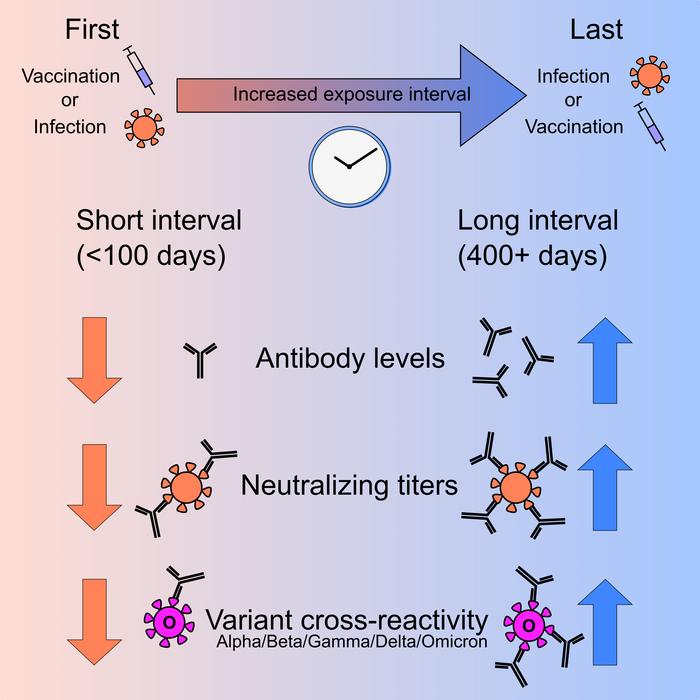 First
Last
Vaccination
or
Infection
Increased exposure interval
Infection
or
Vaccination
Short interval
(<100 days)
Long interval
(400+ days)
Antibody levels
Neutralizing titers
O
Variant cross-reactivity
Alpha/Beta/Gamma/Delta/Omicron
O